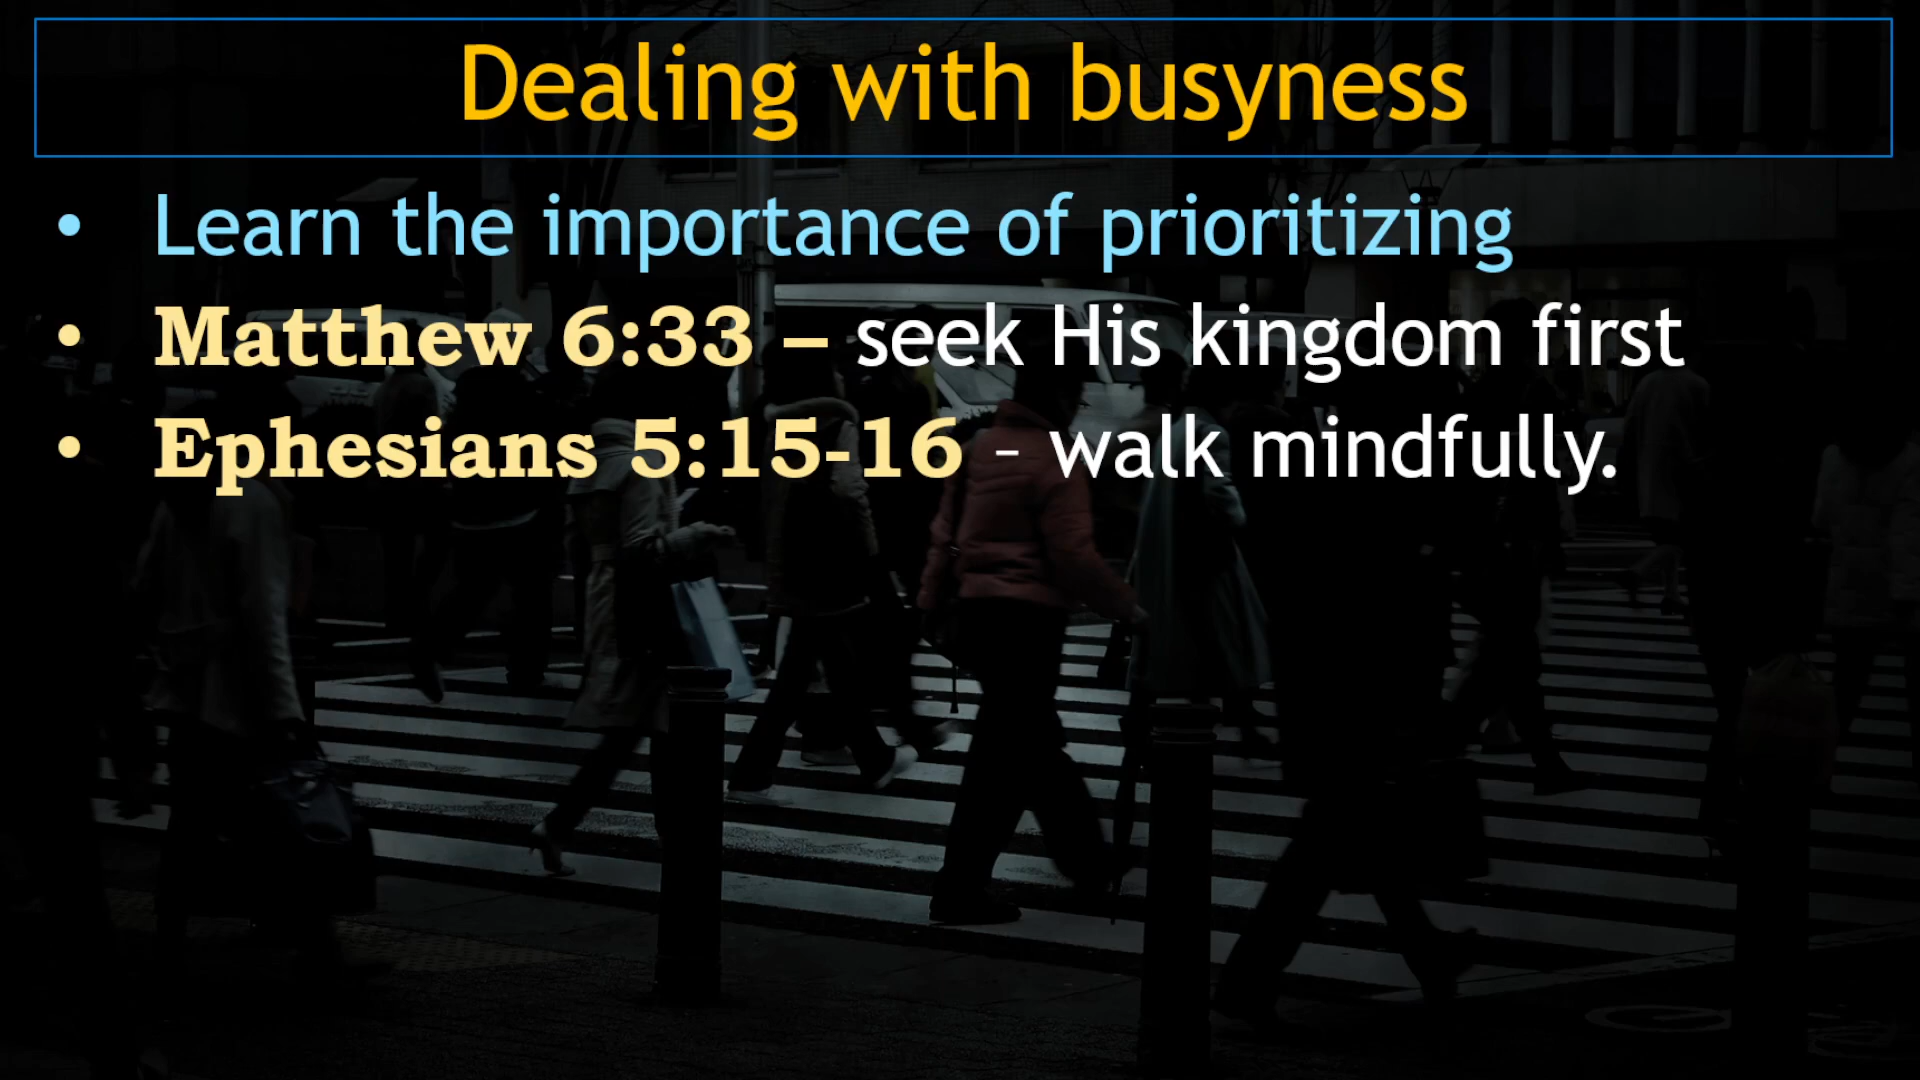 Dealing with busyness
• Learn the importance of prioritizing
• Matthew 6:33 – seek His kingdom first
• Ephesians 5:15-16 - walk mindfully.